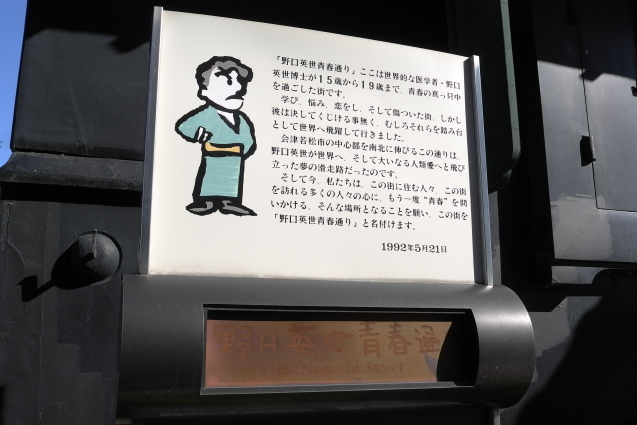 「野口英世青春通り」ここは世界的な医学者・野口
英世博士が15歳から19歳まで、青春の真っ只中
を過ごした街です。
学び、悩み、恋をし、そして傷ついた街、しかし
彼は決してくじける事無く、むしろそれらを踏み台
として世界へ飛躍して行きました。
会津若松市の中心部を南北に伸びるこの通りは、
野口英世が世界へ、そして大いなる人類愛へと飛び
立った夢の滑走路だったのです。
そして今、私たちは、この街に住む人々、この街
を訪れる多くの人々の心に、もう一度“青春”を問
いかける、そんな場所となることを願い、この街を
「野口英世青春通り」と名付けます。
1992年5月21日
野口英世青春通
Noguchi Street